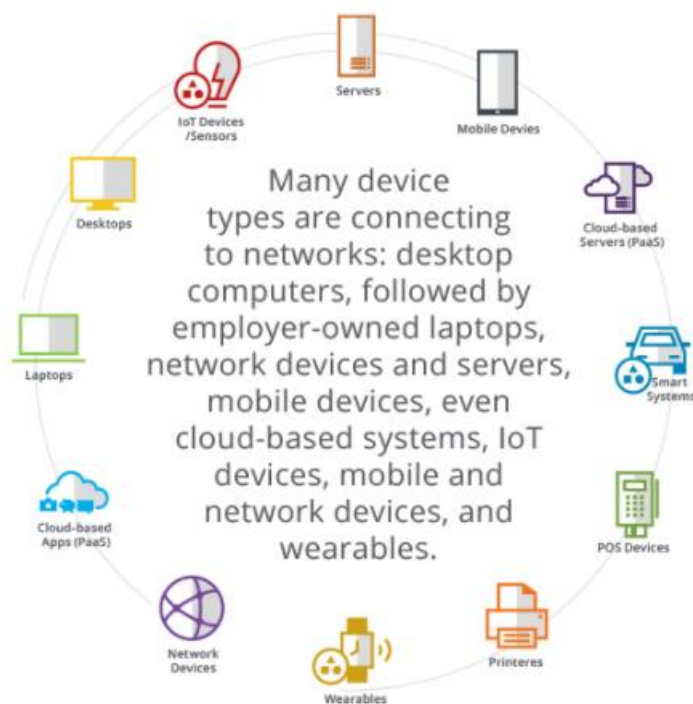 Servers
IoT Devices
/Sensors
Mobile Devies
Desktops
Cloud-based
Servers (PaaS)
Many device
types are connecting
to networks: desktop
computers, followed by
employer-owned laptops,
network devices and servers,
mobile devices, even
cloud-based systems, IoT
devices, mobile and
network devices, and
wearables.
Laptops
Smart
Systems
Cloud-based
Apps (PaaS)
POS Devices
Network
Devices
Printeres
Wearables